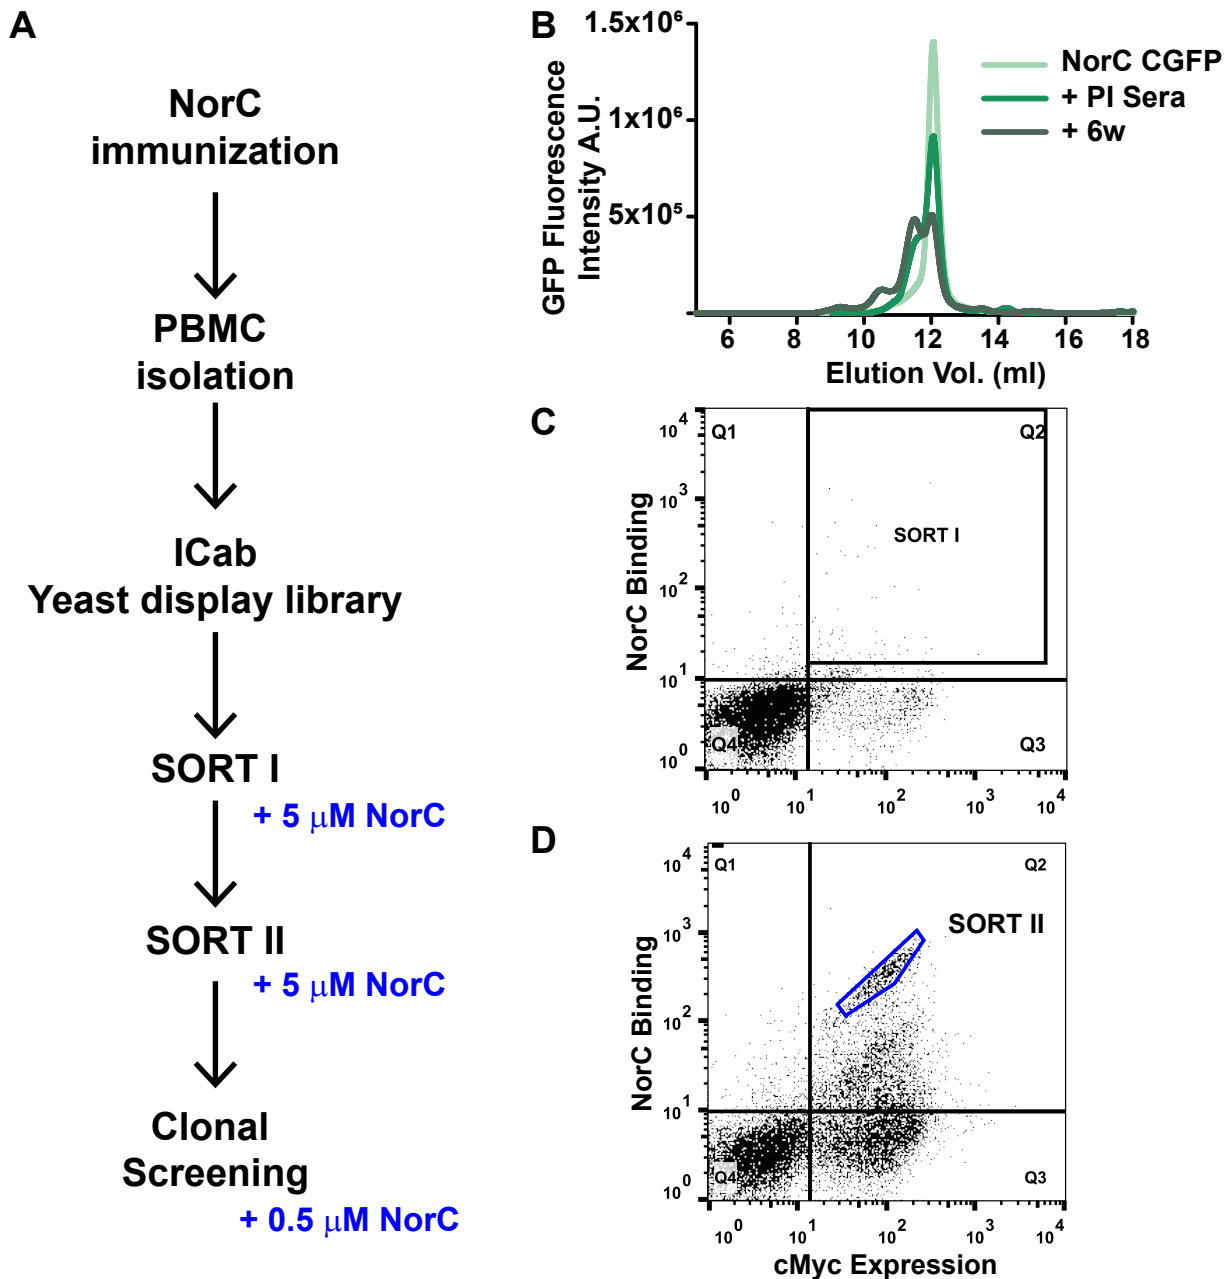 A
NorC
immunization
PBMC
isolation
ICab
Yeast display library
SORT I
+ 5 μM NorC
SORT II
+ 5 μM NorC
Clonal
Screening
+ 0.5 μM NorC
B
1.5x10⁶
1x10⁶
5x10⁵
GFP Fluorescence
Intensity A.U.
NorC CGFP
+ PI Sera
+ 6w
6 8 10 12 14 16 18
Elution Vol. (ml)
C
Q1
Q2
SORT I
Q4
Q3
10⁴
10³
10²
10¹
10⁰
NorC Binding
10⁰ 10¹ 10² 10³ 10⁴
D
Q1
Q2
SORT II
Q4
Q3
10⁴
10³
10²
10¹
10⁰
NorC Binding
10⁰ 10¹ 10² 10³ 10⁴
cMyc Expression